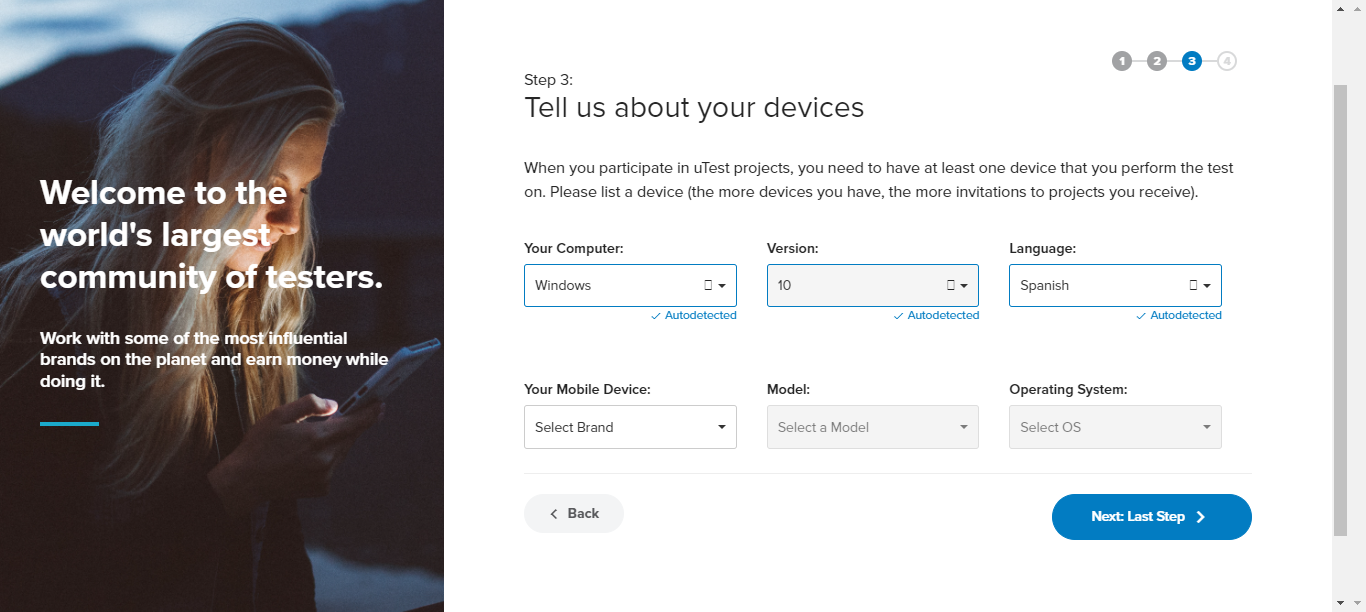 Welcome to the
world's largest
community of testers.
Work with some of the most influential
brands on the planet and earn money while
doing it.
1 2 3 4
Step 3:
Tell us about your devices
When you participate in uTest projects, you need to have at least one device that you perform the test
on. Please list a device (the more devices you have, the more invitations to projects you receive).
Your Computer: Version: Language:
Windows 10 Spanish
Autodetected Autodetected Autodetected
Your Mobile Device: Model: Operating System:
Select Brand Select a Model Select OS
Back Next: Last Step